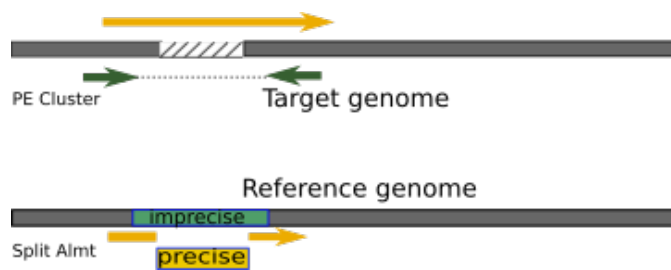 PE Cluster
Target genome
Reference genome
imprecise
Split Almt
precise